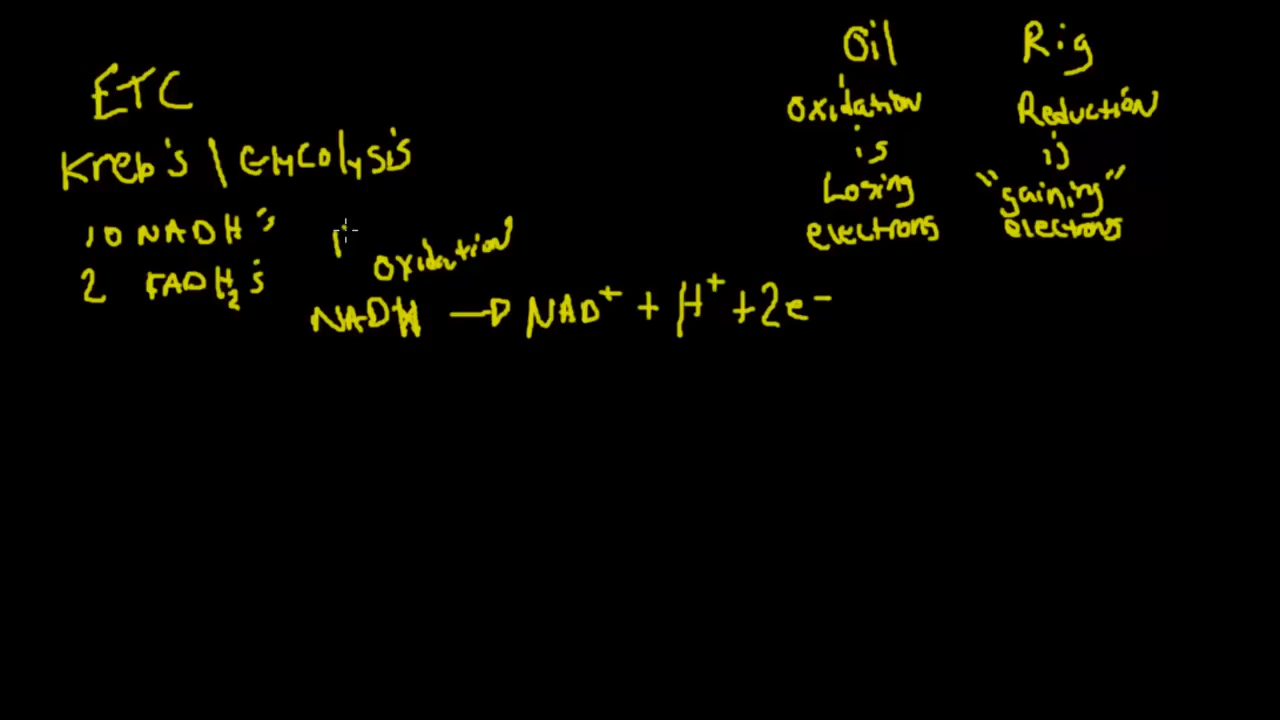 ETC
Kreb's | Glycolysis
10 NADH's
2 FADH₂'s
oxidation
NADH → NAD⁺ + H⁺ + 2e⁻
Oil
oxidation
is
Losing
electrons
Rig
Reduction
is
"gaining"
electrons